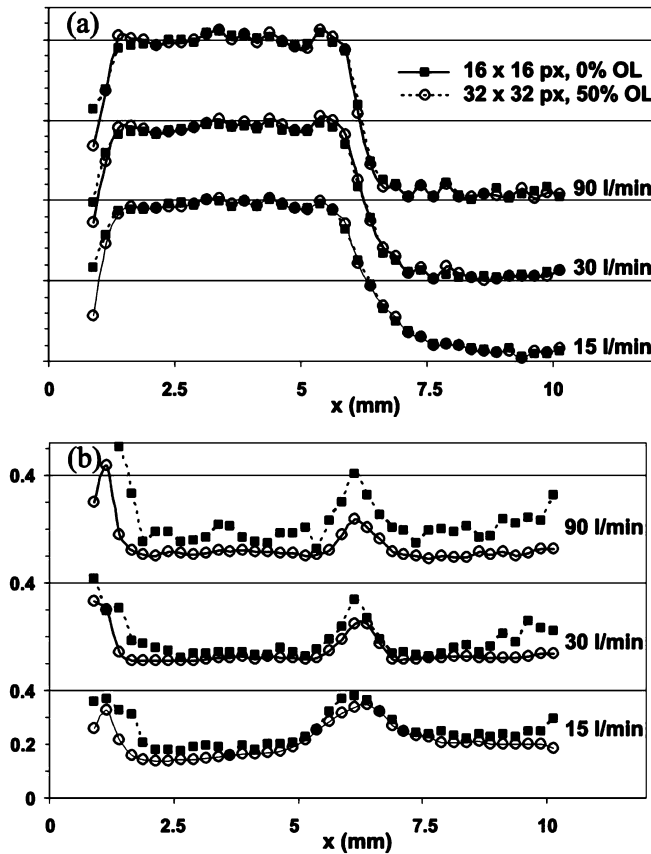 (a)
16 x 16 px, 0% OL
32 x 32 px, 50% OL
90 l/min
30 l/min
15 l/min
0 2.5 5 7.5 10
x (mm)
(b)
0.4
90 l/min
0.4
30 l/min
0.4
15 l/min
0.2
0
0 2.5 5 7.5 10
x (mm)